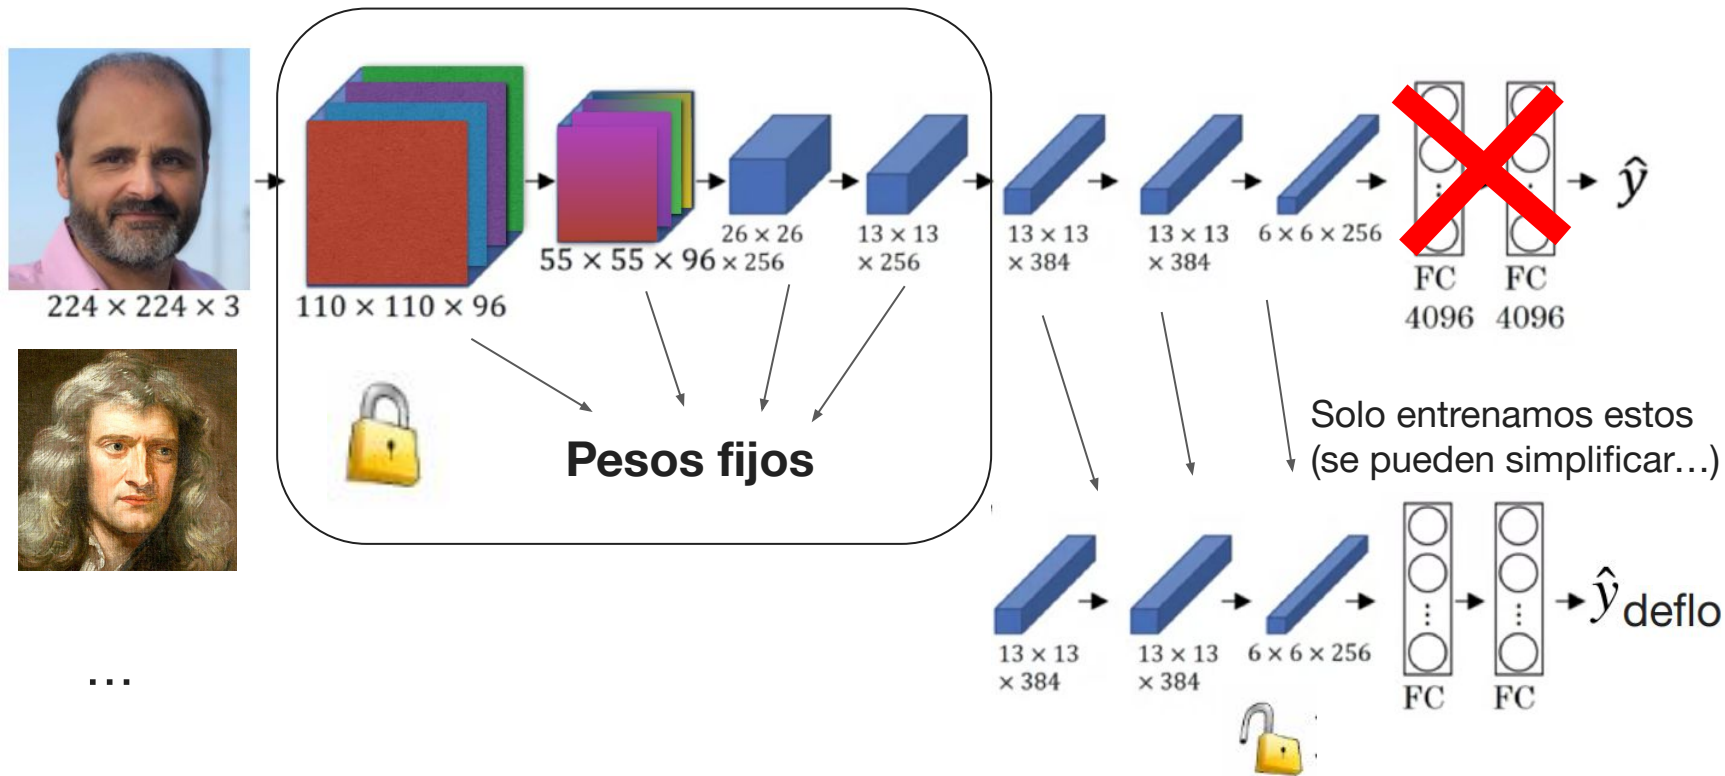 224 × 224 × 3
110 × 110 × 96
55 × 55 × 96
26 × 26
× 256
13 × 13
× 256
13 × 13
× 384
13 × 13
× 384
6 × 6 × 256
FC
4096
FC
4096
ŷ
Pesos fijos
Solo entrenamos estos
(se pueden simplificar...)
...
13 × 13
× 384
13 × 13
× 384
6 × 6 × 256
FC
FC
ŷ deflo